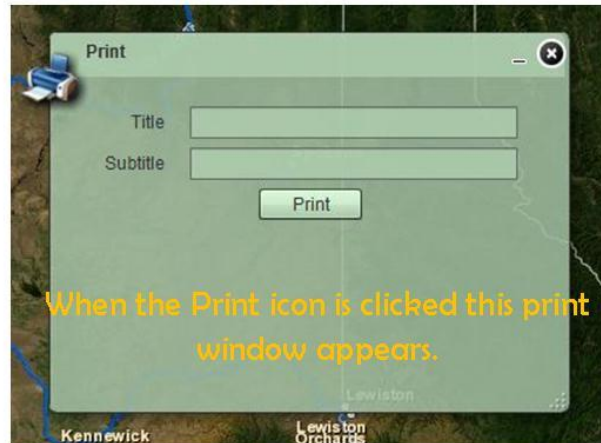 Print
Title
Subtitle
Print
When the Print icon is clicked this print
window appears.
Lewiston
Kennewick
Lewiston
Orchards